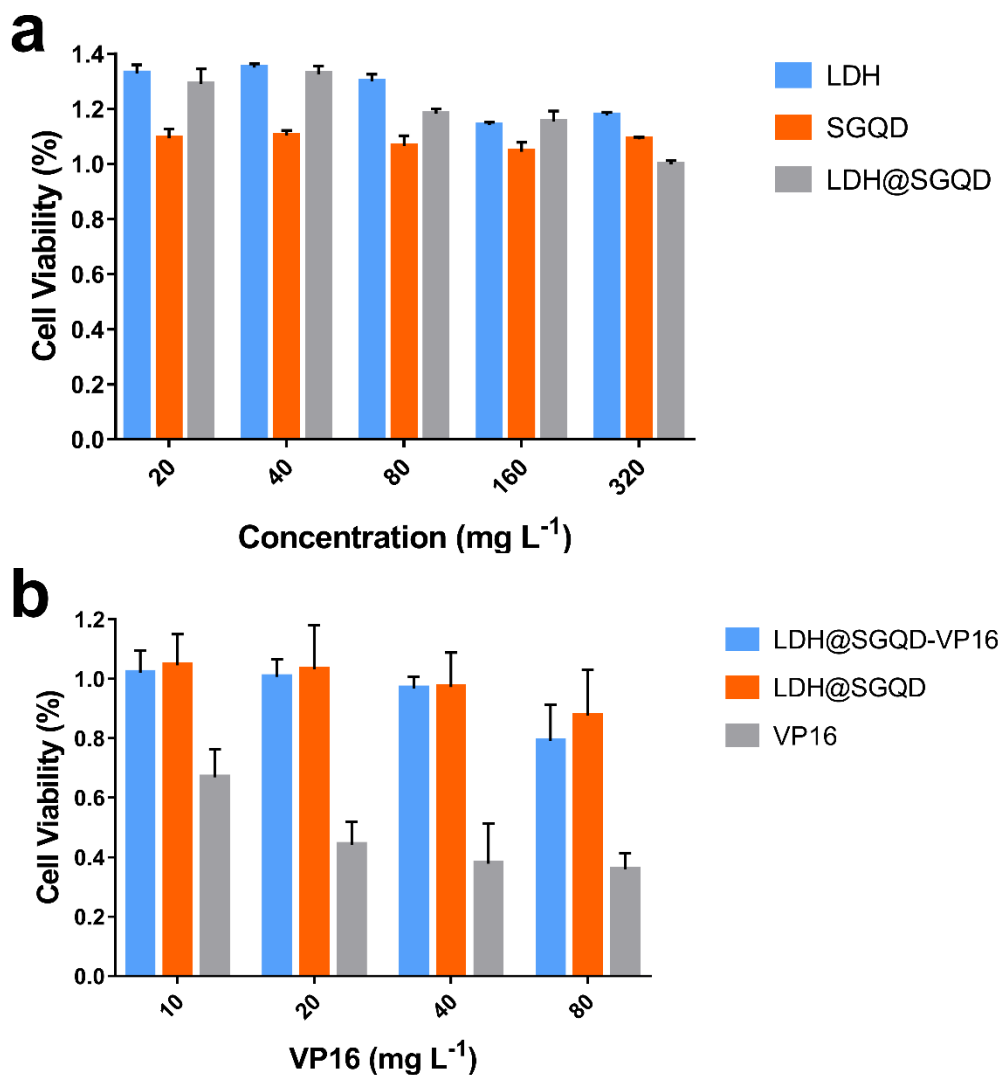 a
1.4
1.2
1.0
0.8
0.6
0.4
0.2
0.0
Cell Viability (%)
20
40
80
160
320
Concentration (mg L-1)
LDH
SGQD
LDH@SGQD
b
1.2
1.0
0.8
0.6
0.4
0.2
0.0
Cell Viability (%)
10
20
40
80
VP16 (mg L-1)
LDH@SGQD-VP16
LDH@SGQD
VP16